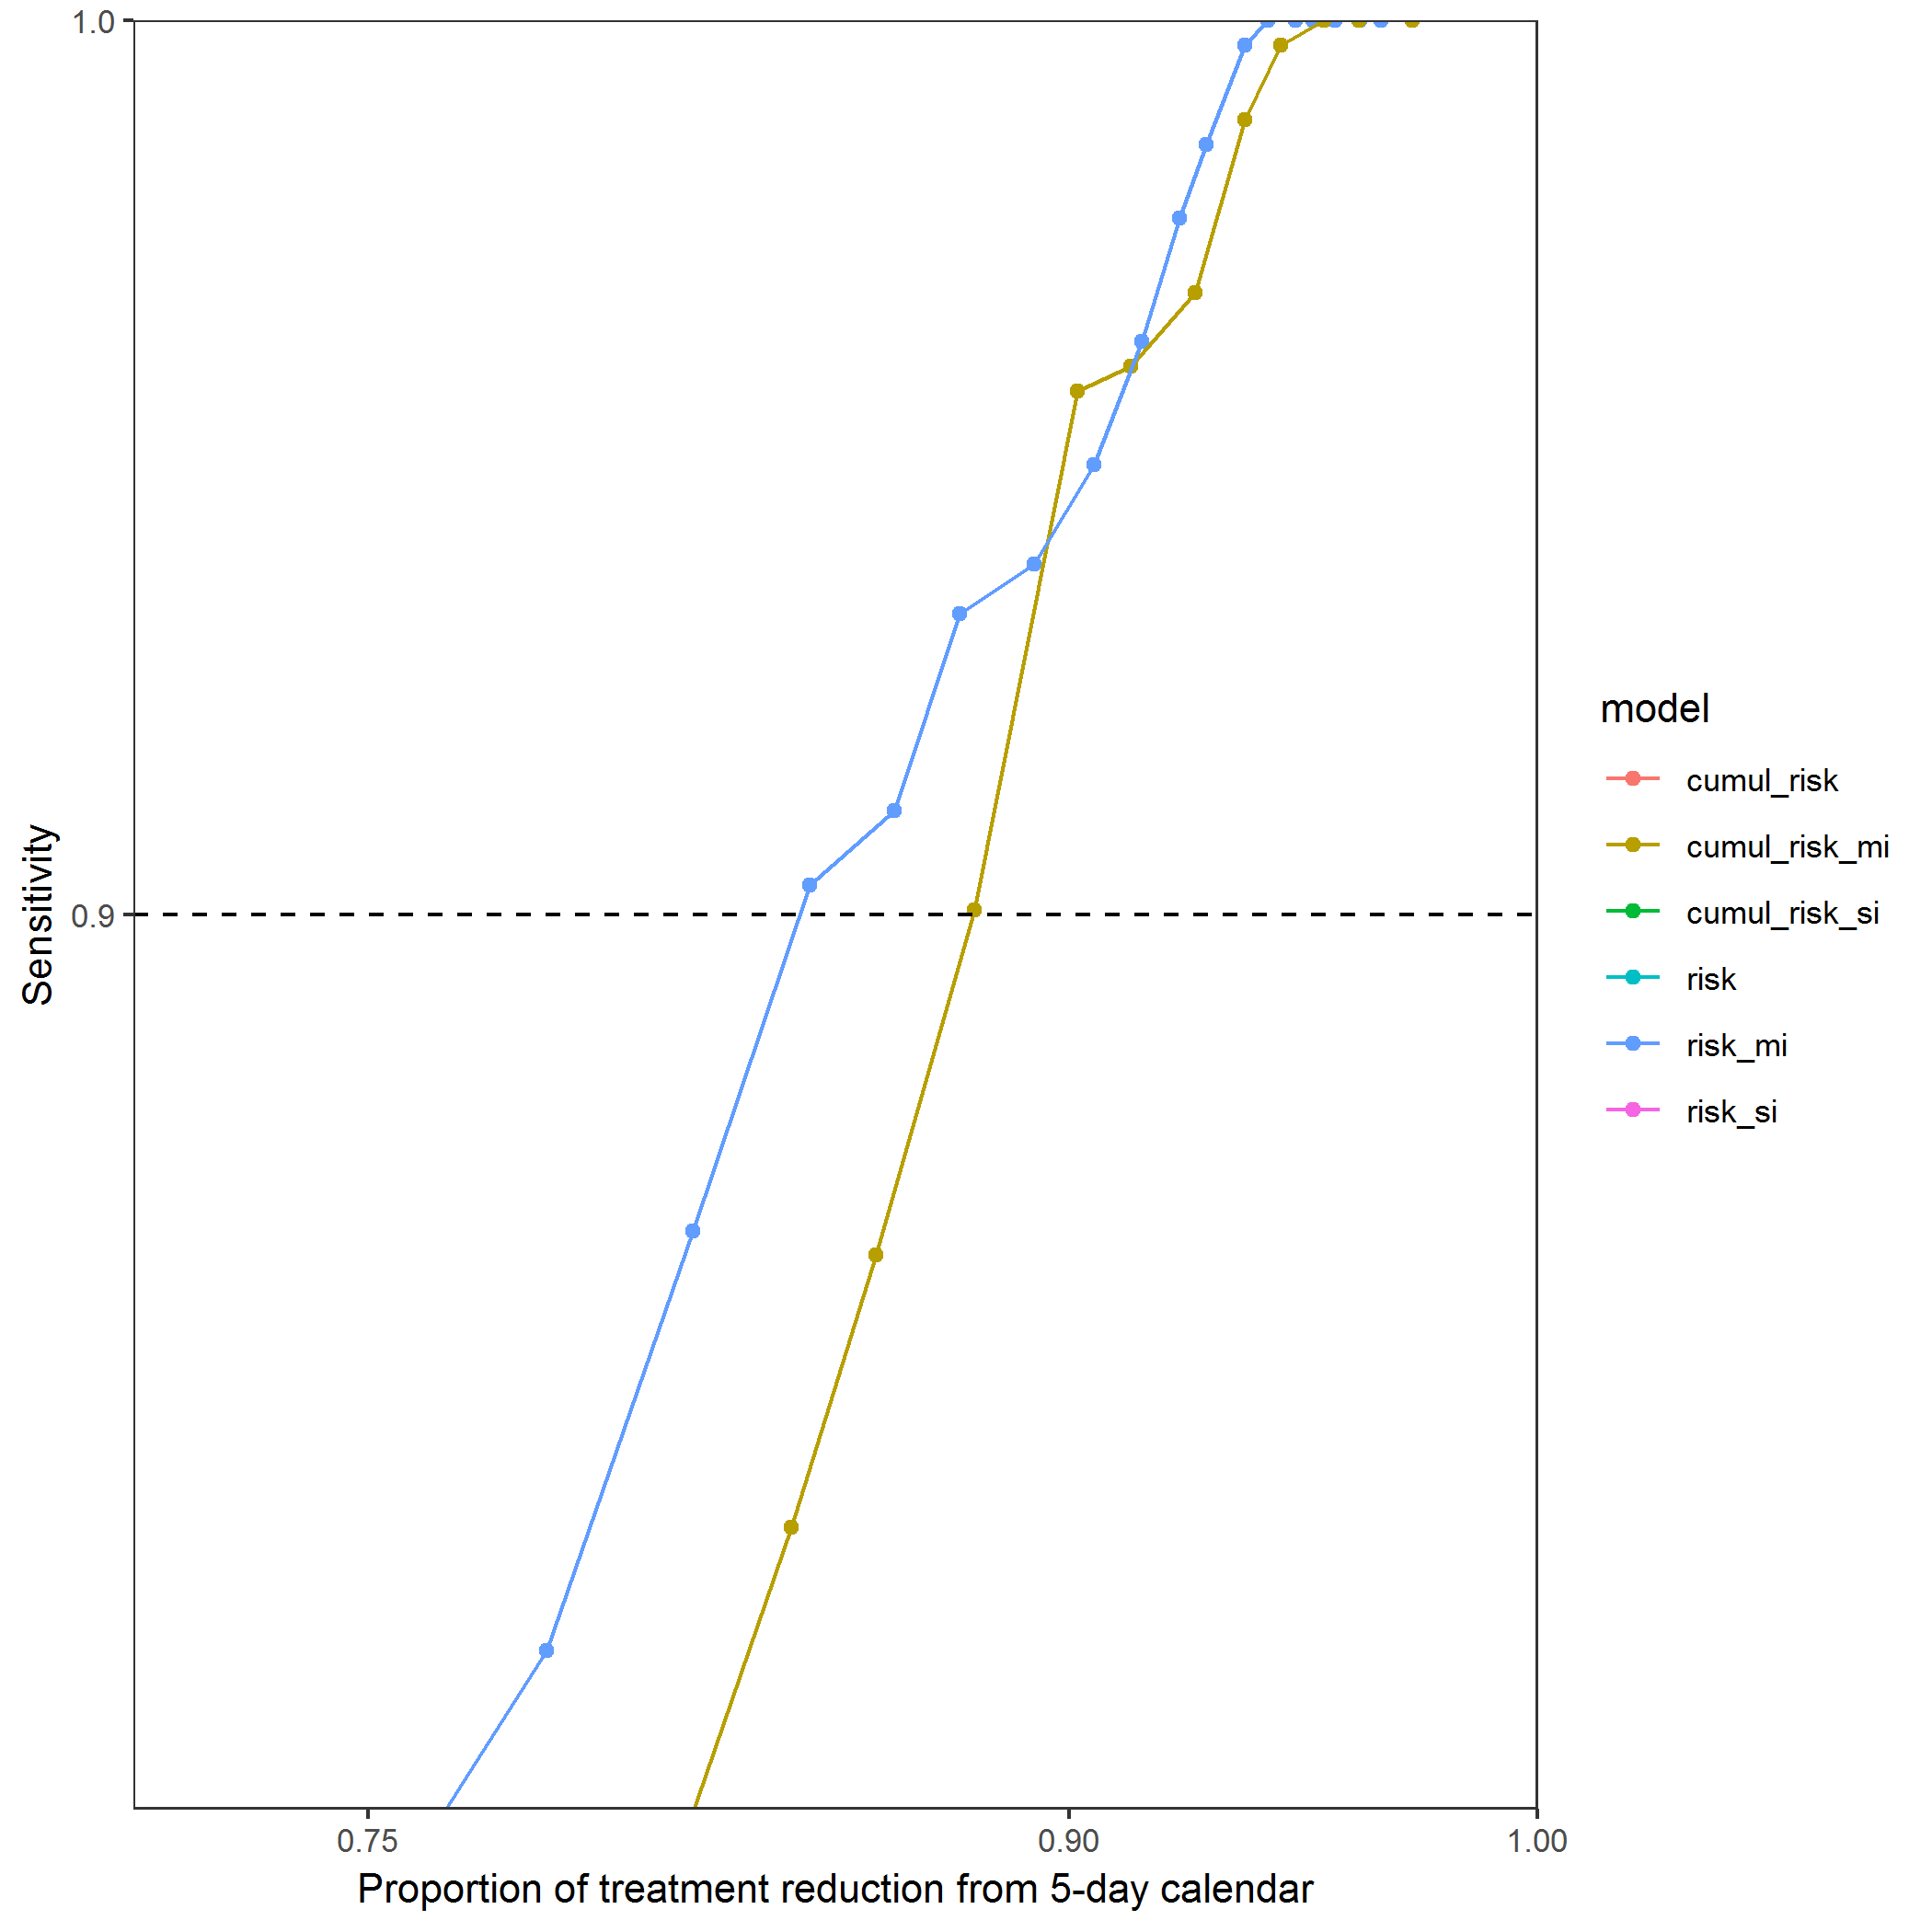 1.0
0.9
Sensitivity
0.75
0.90
1.00
Proportion of treatment reduction from 5-day calendar
model
cumul_risk
cumul_risk_mi
cumul_risk_si
risk
risk_mi
risk_si